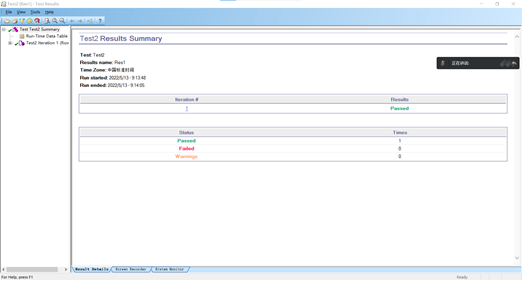 Test2 [Res1] - Test Results
File View Tools Help
Test Test2 Summary
Run-Time Data Table
Test2 Iteration 1 (Row
Test2 Results Summary
Test: Test2
Results name: Res1
Time Zone: 中国标准时间
Run started: 2022/5/13 - 9:13:48
Run ended: 2022/5/13 - 9:14:05
Iteration # Results
1 Passed
Status Times
Passed 1
Failed 0
Warnings 0
正在讲话:
Result Details Screen Recorder System Monitor
For Help, press F1 Ready